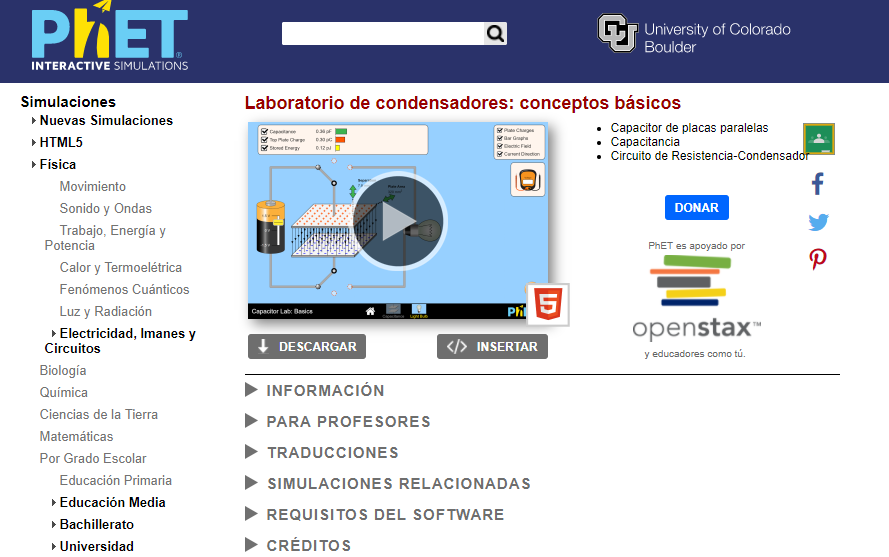 PhET
INTERACTIVE SIMULATIONS
University of Colorado
Boulder
Simulaciones
Nuevas Simulaciones
HTML5
Física
Movimiento
Sonido y Ondas
Trabajo, Energía y
Potencia
Calor y Termoelétrica
Fenómenos Cuánticos
Luz y Radiación
Electricidad, Imanes y
Circuitos
Biología
Química
Ciencias de la Tierra
Matemáticas
Por Grado Escolar
Educación Primaria
Educación Media
Bachillerato
Universidad
Laboratorio de condensadores: conceptos básicos
Capacitance 0.36 pF
Top Plate Charge 0.30 pC
Stored Energy 0.12 pJ
Plate Charges
Bar Graphs
Electric Field
Current Direction
Capacitor Lab: Basics
Capacitance
Light Bulb
5
DESCARGAR
INSERTAR
Capacitor de placas paralelas
Capacitancia
Circuito de Resistencia-Condensador
DONAR
PhET es apoyado por
openstax™
y educadores como tú.
INFORMACIÓN
PARA PROFESORES
TRADUCCIONES
SIMULACIONES RELACIONADAS
REQUISITOS DEL SOFTWARE
CRÉDITOS